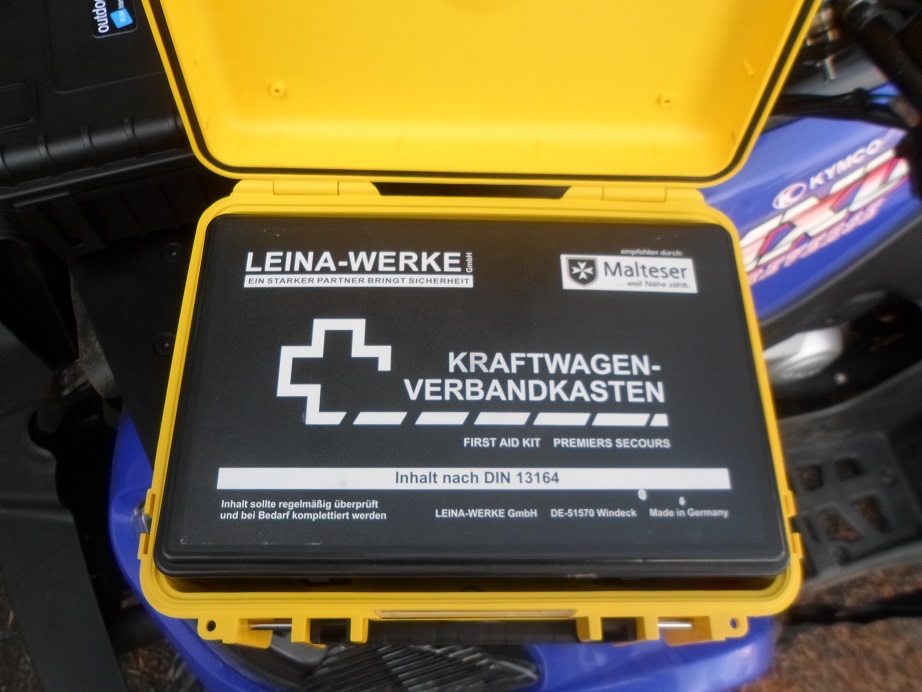 outdoor
KYMCO
MXU
LEINA-WERKE GmbH
EIN STARKER PARTNER BRINGT SICHERHEIT
empfohlen durch:
Malteser
... weil Nähe zählt.
KRAFTWAGEN-
VERBANDKASTEN
FIRST AID KIT PREMIERS SECOURS
Inhalt nach DIN 13164
Inhalt sollte regelmäßig überprüft
und bei Bedarf komplettiert werden
LEINA-WERKE GmbH DE-51570 Windeck Made in Germany